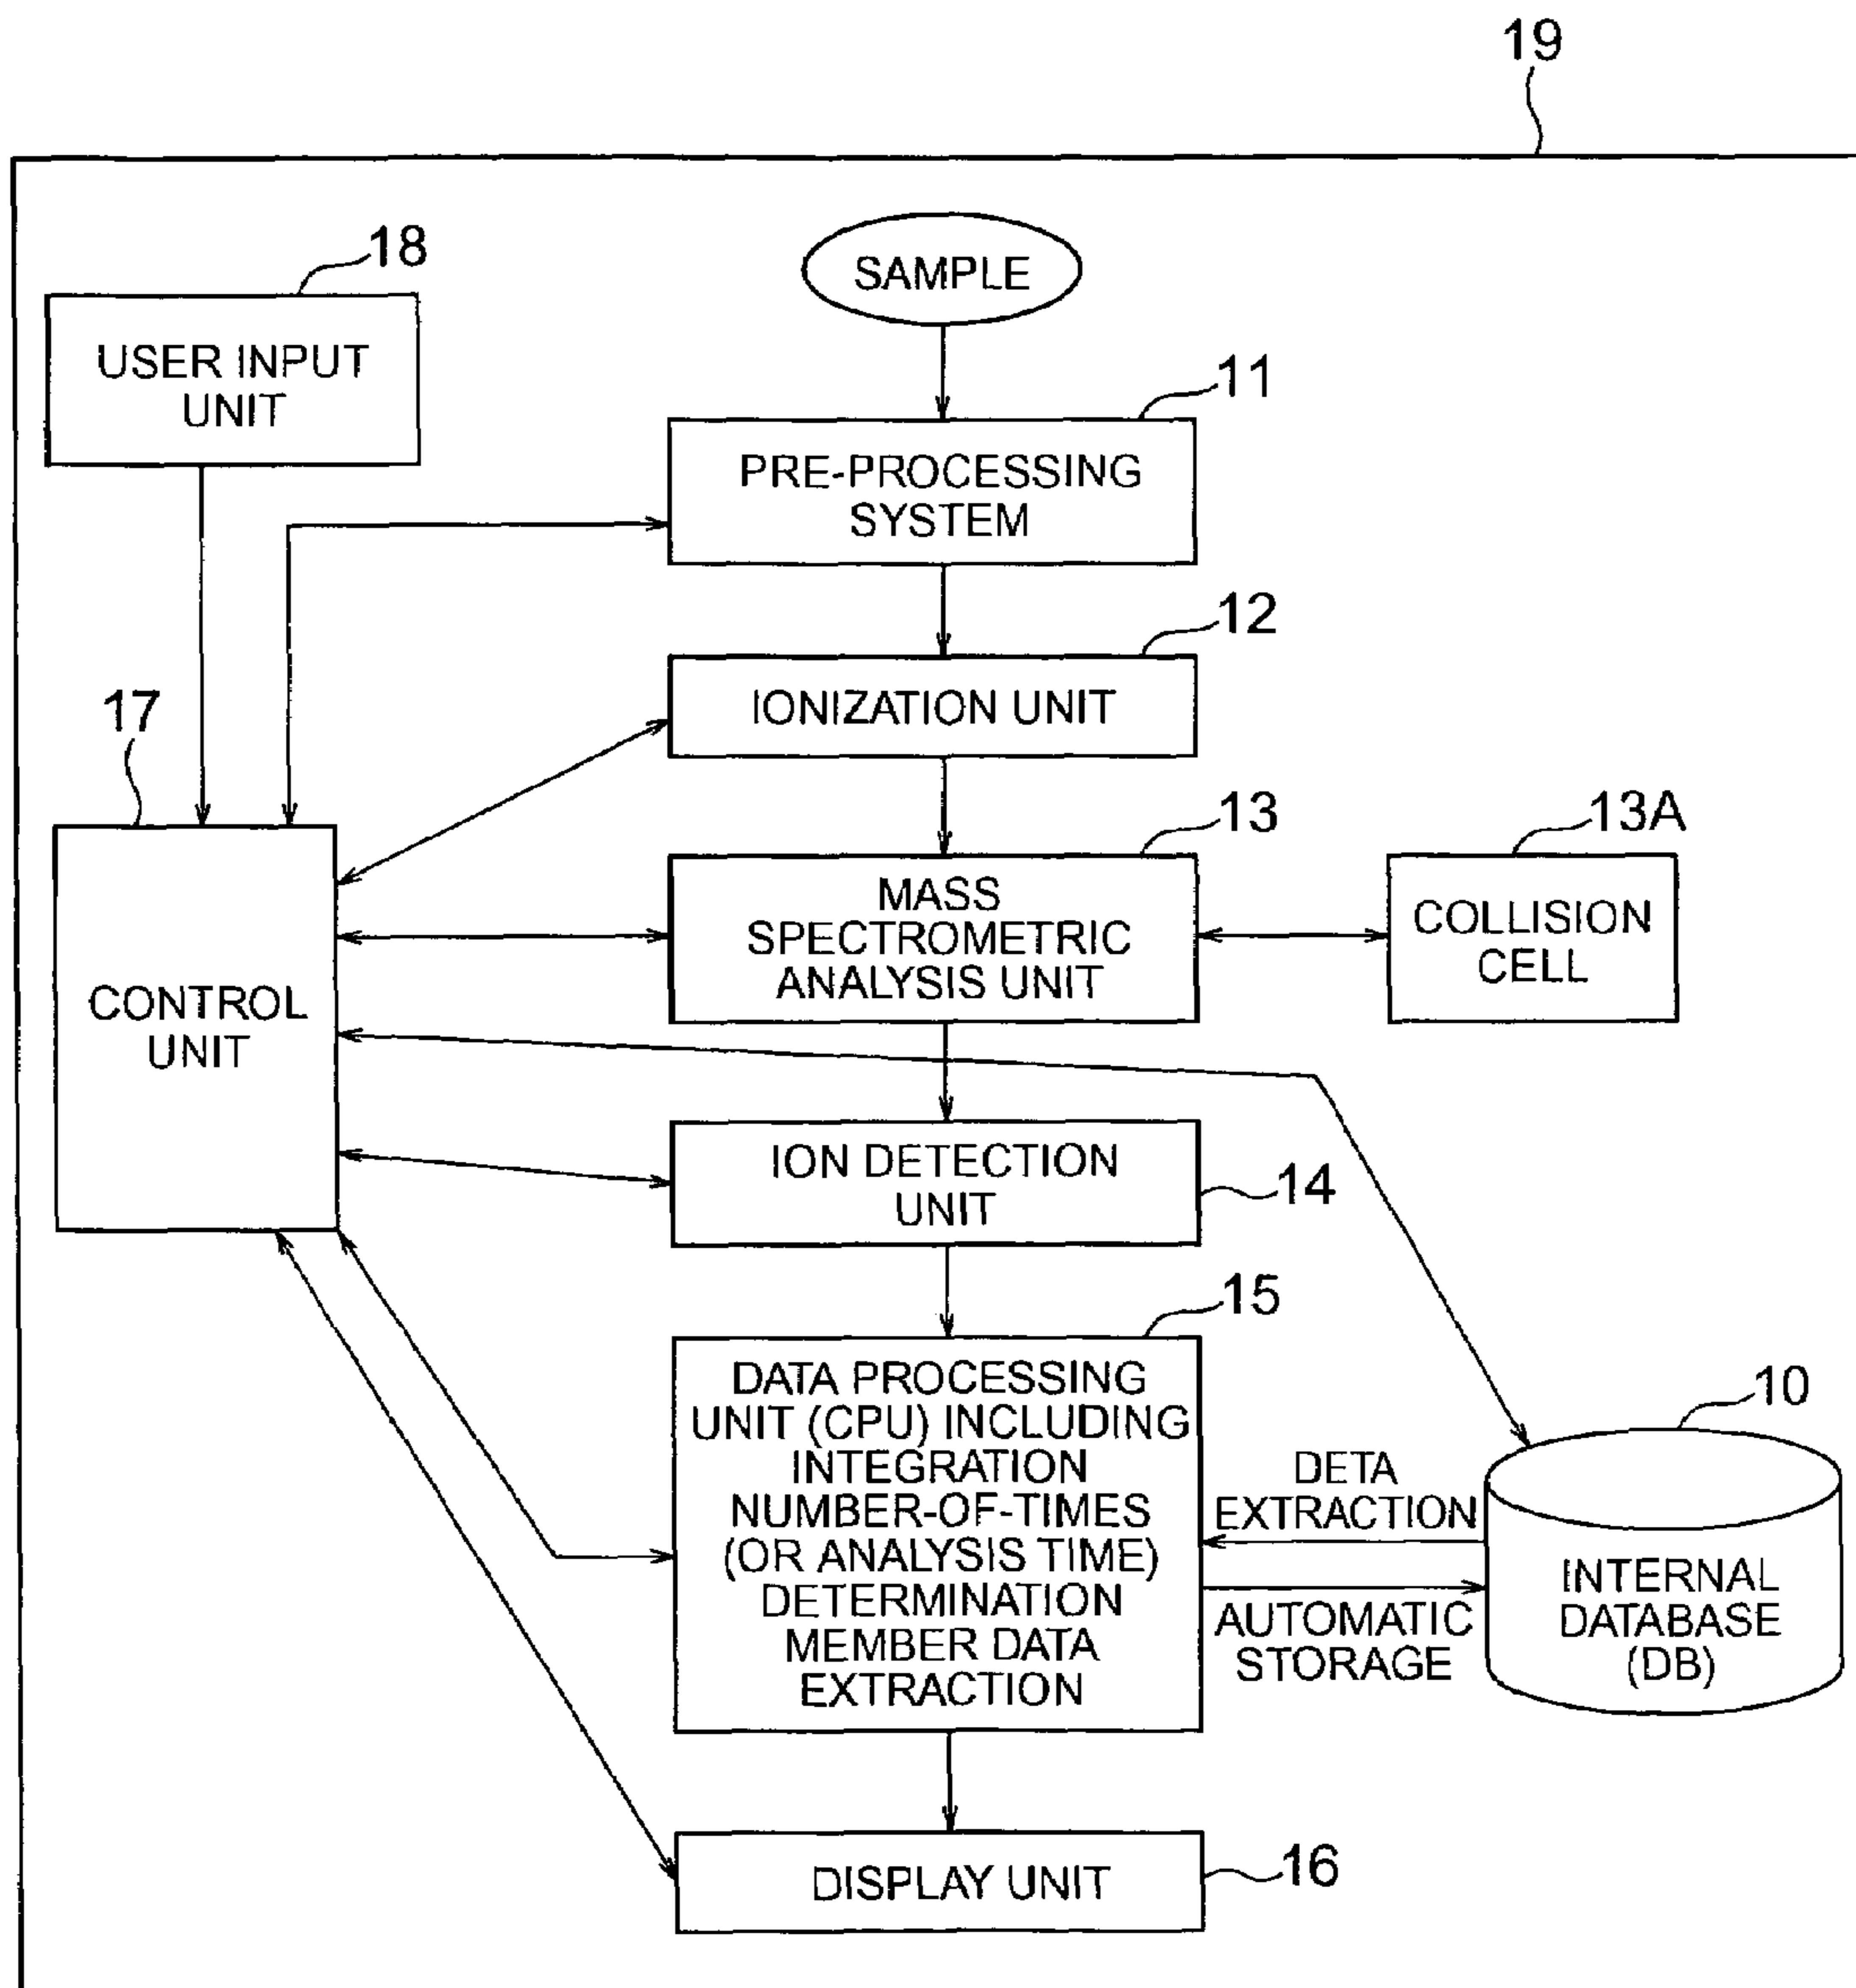 19
18
USER INPUT
UNIT
SAMPLE
11
PRE-PROCESSING
SYSTEM
12
IONIZATION UNIT
17
CONTROL
UNIT
13
MASS
SPECTROMETRIC
ANALYSIS UNIT
13A
COLLISION
CELL
ION DETECTION
UNIT
14
15
DATA PROCESSING
UNIT (CPU) INCLUDING
INTEGRATION
NUMBER-OF-TIMES
(OR ANALYSIS TIME)
DETERMINATION
MEMBER DATA
EXTRACTION
DETA
EXTRACTION
AUTOMATIC
STORAGE
10
INTERNAL
DATABASE
(DB)
DISPLAY UNIT
16